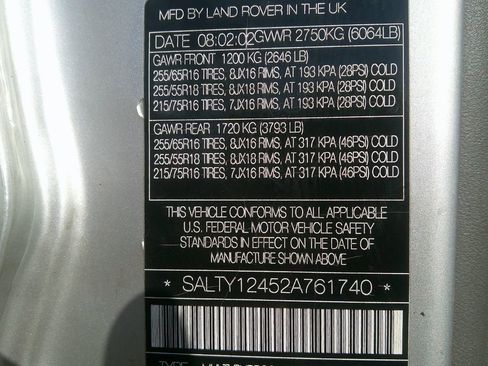 MFD BY LAND ROVER IN THE UK
DATE 08:02:02GVWR 2750KG (6064LB)
GAWR FRONT 1200 KG (2646 LB)
255/65R16 TIRES, 8JX16 RIMS, AT 193 KPA (28PSI) COLD
255/55R18 TIRES, 8JX18 RIMS, AT 193 KPA (28PSI) COLD
215/75R16 TIRES, 7JX16 RIMS, AT 193 KPA (28PSI) COLD
GAWR REAR 1720 KG (3793 LB)
255/65R16 TIRES, 8JX16 RIMS, AT 317 KPA (46PSI) COLD
255/55R18 TIRES, 8JX18 RIMS, AT 317 KPA (46PSI) COLD
215/75R16 TIRES, 7JX16 RIMS, AT 317 KPA (46PSI) COLD
THIS VEHICLE CONFORMS TO ALL APPLICABLE
U.S. FEDERAL MOTOR VEHICLE SAFETY
STANDARDS IN EFFECT ON THE DATE OF
MANUFACTURE SHOWN ABOVE
*SALTY12452A761740*
TYPE